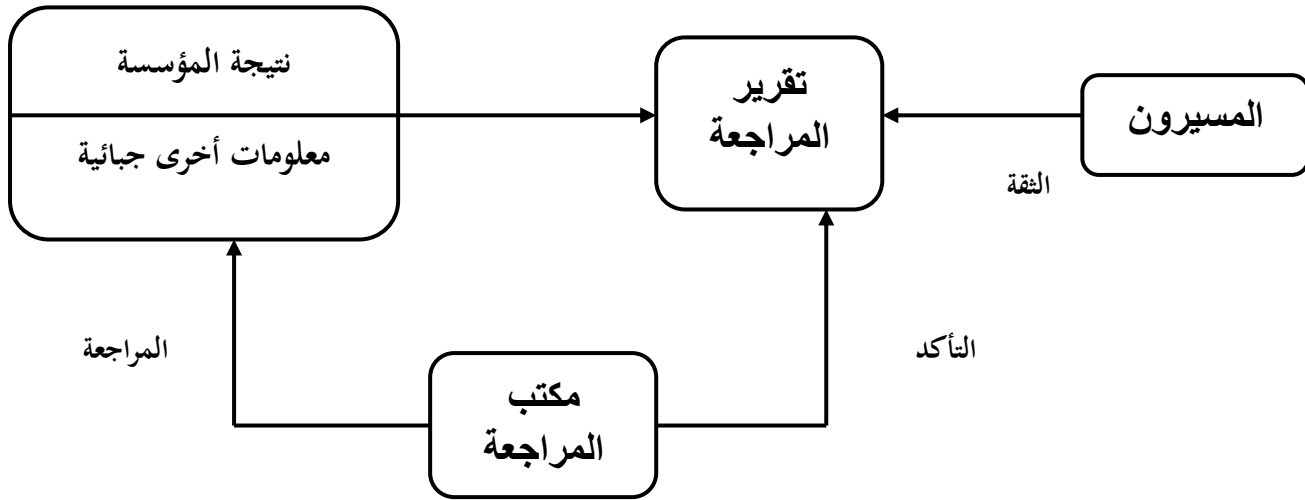 نتيجة المؤسسة
معلومات أخرى جبائية
تقرير
المراجعة
المسيرون
الثقة
المراجعة
التأكد
مكتب
المراجعة